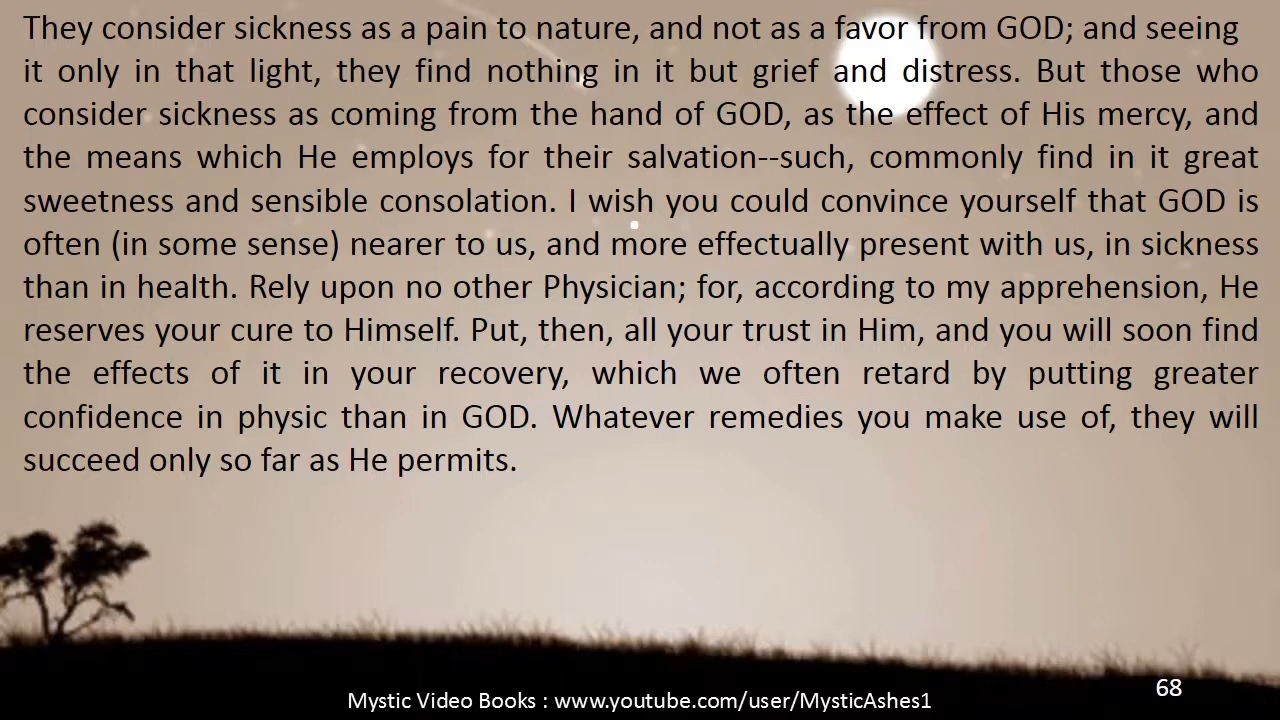 They consider sickness as a pain to nature, and not as a favor from GOD; and seeing
it only in that light, they find nothing in it but grief and distress. But those who
consider sickness as coming from the hand of GOD, as the effect of His mercy, and
the means which He employs for their salvation--such, commonly find in it great
sweetness and sensible consolation. I wish you could convince yourself that GOD is
often (in some sense) nearer to us, and more effectually present with us, in sickness
than in health. Rely upon no other Physician; for, according to my apprehension, He
reserves your cure to Himself. Put, then, all your trust in Him, and you will soon find
the effects of it in your recovery, which we often retard by putting greater
confidence in physic than in GOD. Whatever remedies you make use of, they will
succeed only so far as He permits.
68
Mystic Video Books : www.youtube.com/user/MysticAshes1